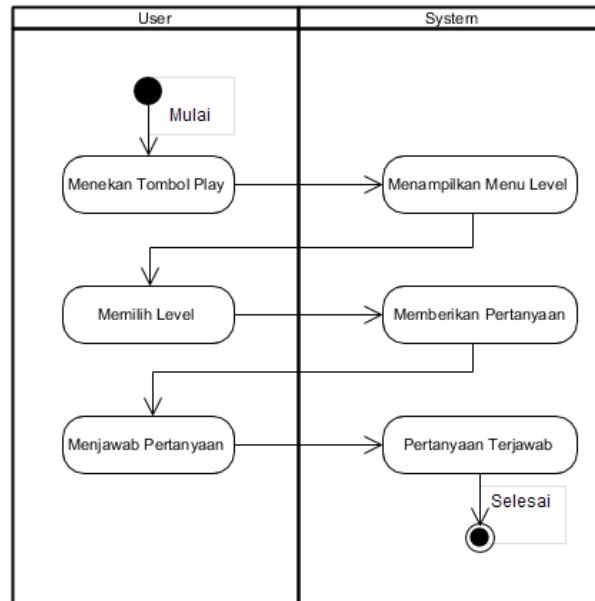 User
System
Mulai
Menekan Tombol Play
Menampilkan Menu Level
Memilih Level
Memberikan Pertanyaan
Menjawab Pertanyaan
Pertanyaan Terjawab
Selesai